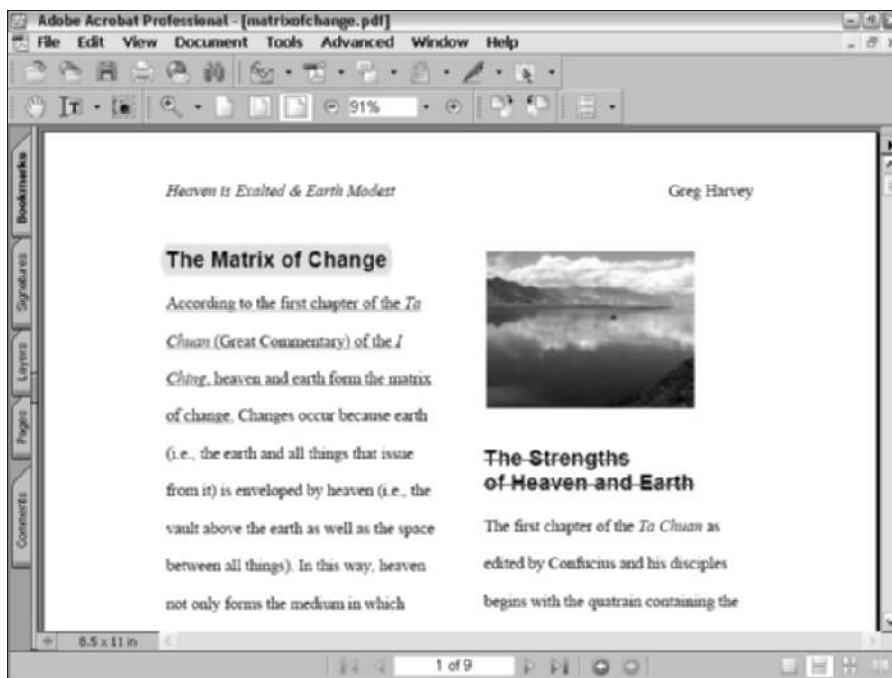 Adobe Acrobat Professional - [matrixofchange.pdf]
File Edit View Document Tools Advanced Window Help
91%
Bookmarks
Signatures
Layers
Pages
Comments
Heaven is Exalted & Earth Modest
Greg Harvey
The Matrix of Change
According to the first chapter of the Ta
Chuan (Great Commentary) of the I
Ching, heaven and earth form the matrix
of change. Changes occur because earth
(i.e., the earth and all things that issue
from it) is enveloped by heaven (i.e., the
vault above the earth as well as the space
between all things). In this way, heaven
not only forms the medium in which
The Strengths
of Heaven and Earth
The first chapter of the Ta Chuan as
edited by Confucius and his disciples
begins with the quatrain containing the
8.5 x 11 in
1 of 9